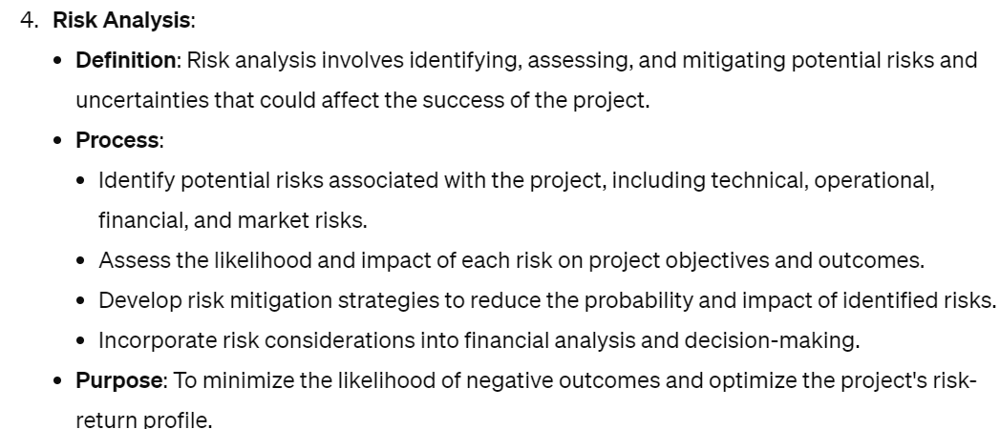 4. Risk Analysis:
• Definition: Risk analysis involves identifying, assessing, and mitigating potential risks and
uncertainties that could affect the success of the project.
• Process:
• Identify potential risks associated with the project, including technical, operational,
financial, and market risks.
• Assess the likelihood and impact of each risk on project objectives and outcomes.
• Develop risk mitigation strategies to reduce the probability and impact of identified risks.
• Incorporate risk considerations into financial analysis and decision-making.
• Purpose: To minimize the likelihood of negative outcomes and optimize the project's risk-
return profile.